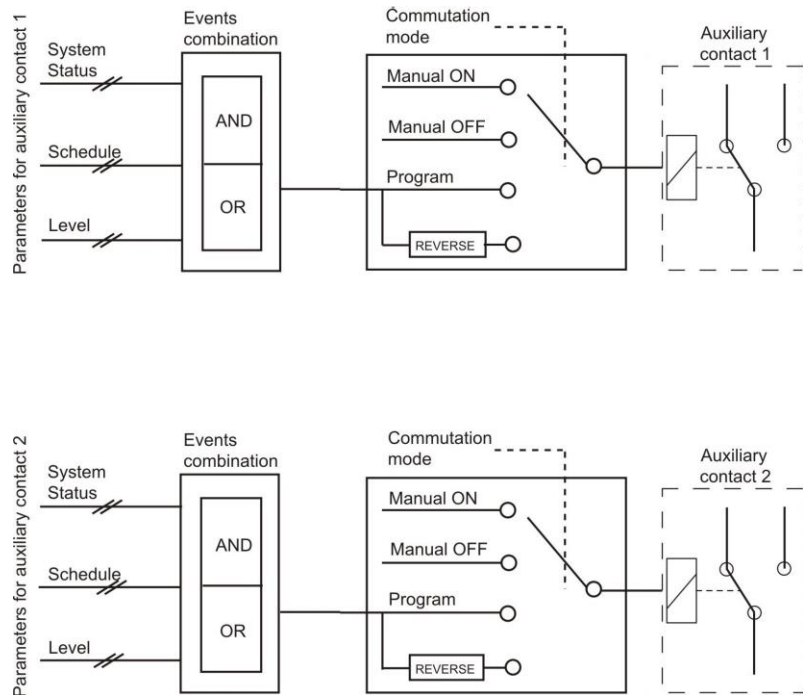 Parameters for auxiliary contact 1
System
Status
Schedule
Level
Events
combination
AND
OR
Commutation
mode
Manual ON
Manual OFF
Program
REVERSE
Auxiliary
contact 1
Parameters for auxiliary contact 2
System
Status
Schedule
Level
Events
combination
AND
OR
Commutation
mode
Manual ON
Manual OFF
Program
REVERSE
Auxiliary
contact 2